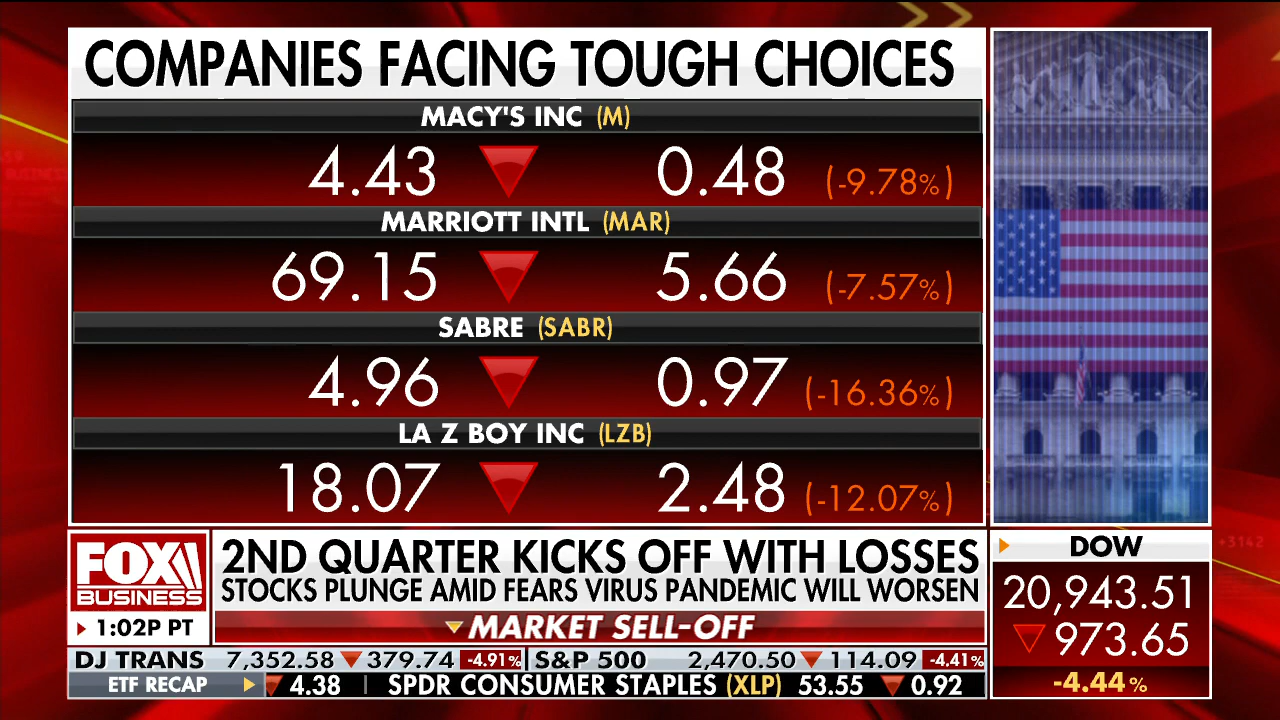 COMPANIES FACING TOUGH CHOICES
MACY'S INC (M)
4.43 0.48 (-9.78%)
MARRIOTT INTL (MAR)
69.15 5.66 (-7.57%)
SABRE (SABR)
4.96 0.97 (-16.36%)
LA Z BOY INC (LZB)
18.07 2.48 (-12.07%)
FOX
BUSINESS
1:02P PT
2ND QUARTER KICKS OFF WITH LOSSES
STOCKS PLUNGE AMID FEARS VIRUS PANDEMIC WILL WORSEN
MARKET SELL-OFF
DOW
20,943.51
973.65
-4.44%
DJ TRANS 7,352.58 379.74 -4.91% S&P 500 2,470.50 114.09 -4.41%
ETF RECAP 4.38 | SPDR CONSUMER STAPLES (XLP) 53.55 0.92
+3142